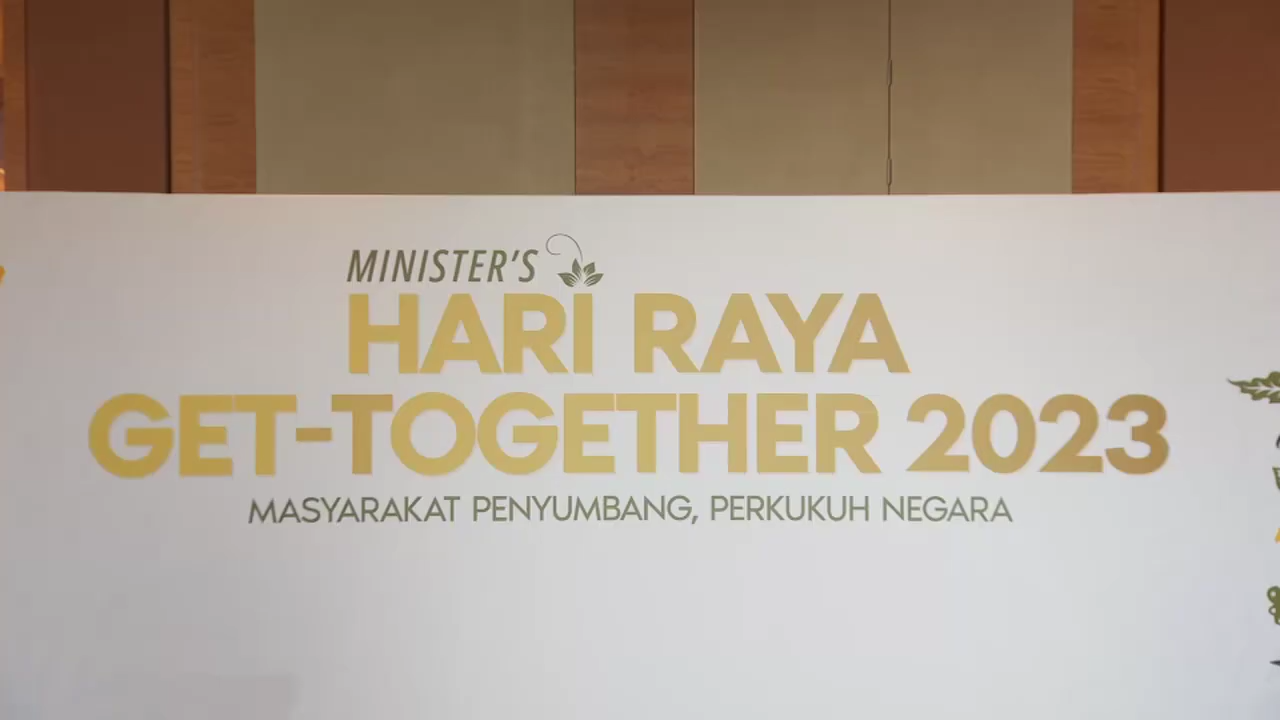 MINISTER'S
HARI RAYA
GET-TOGETHER 2023
MASYARAKAT PENYUMBANG, PERKUKUH NEGARA